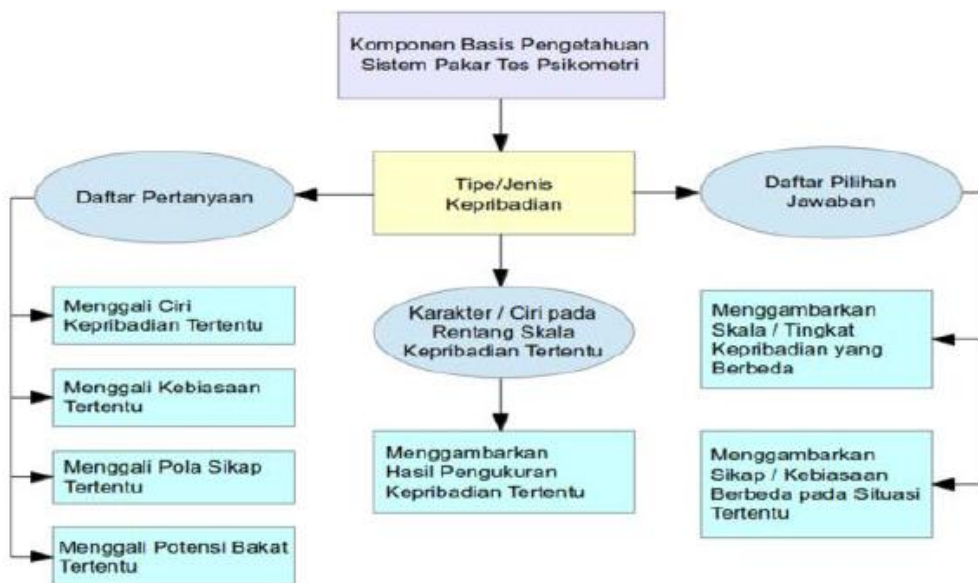 Komponen Basis Pengetahuan
Sistem Pakar Tes Psikometri
Daftar Pertanyaan
Tipe/Jenis
Kepribadian
Daftar Pilihan
Jawaban
Menggali Ciri
Kepribadian Tertentu
Menggali Kebiasaan
Tertentu
Menggali Pola Sikap
Tertentu
Menggali Potensi Bakat
Tertentu
Karakter / Ciri pada
Rentang Skala
Kepribadian Tertentu
Menggambarkan
Hasil Pengukuran
Kepribadian Tertentu
Menggambarkan
Skala / Tingkat
Kepribadian yang
Berbeda
Menggambarkan
Sikap / Kebiasaan
Berbeda pada Situasi
Tertentu